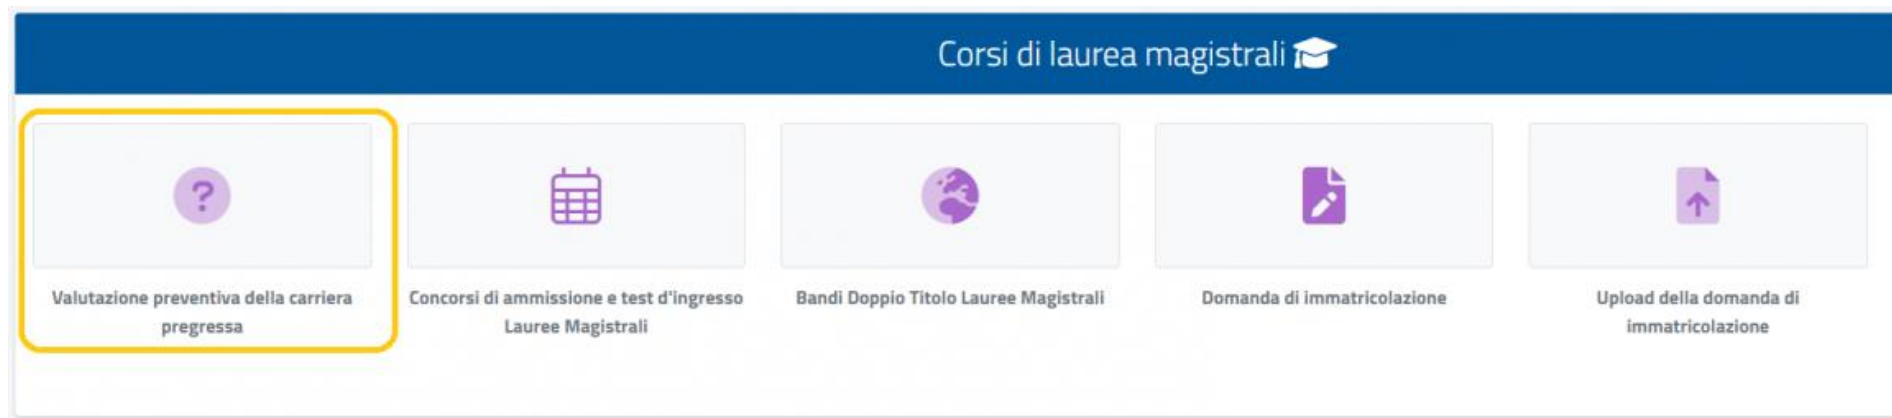 Corsi di laurea magistrali
?
Valutazione preventiva della carriera
pregressa
Concorsi di ammissione e test d'ingresso
Lauree Magistrali
Bandi Doppio Titolo Lauree Magistrali
Domanda di immatricolazione
Upload della domanda di
immatricolazione